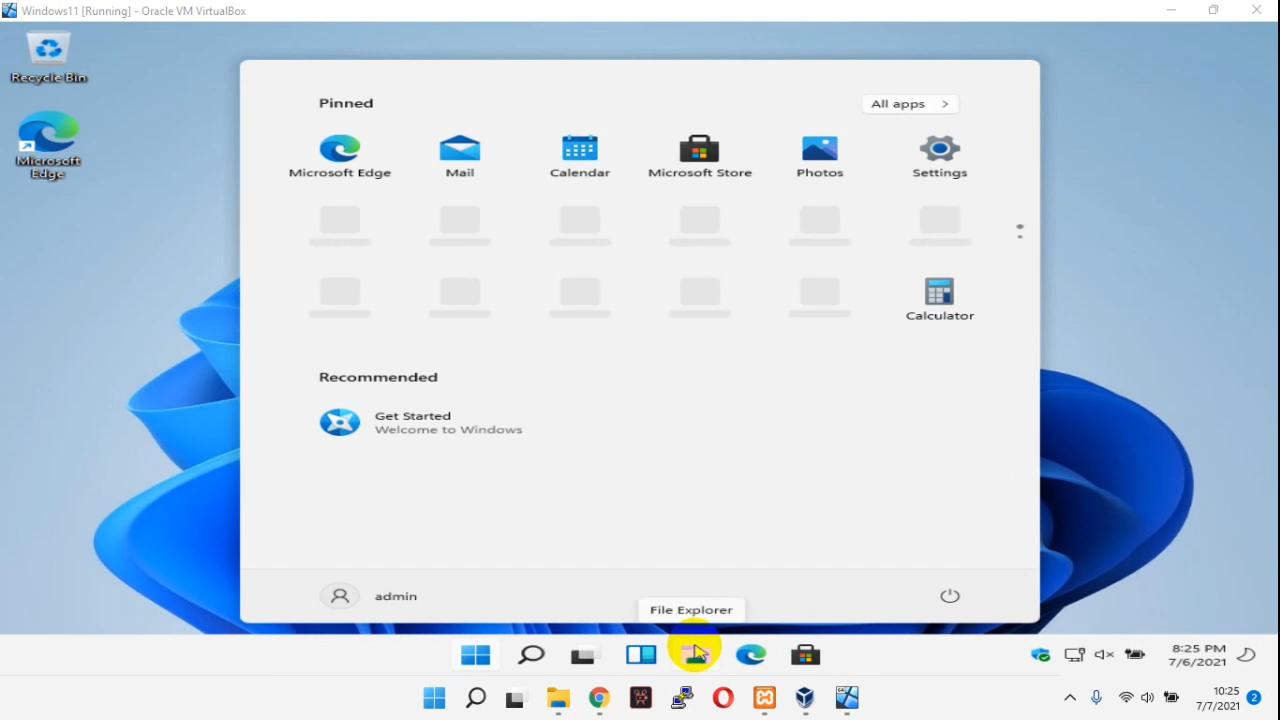 Windows11 [Running] - Oracle VM VirtualBox
Recycle Bin
Microsoft
Edge
Pinned
All apps >
Microsoft Edge
Mail
Calendar
Microsoft Store
Photos
Settings
Calculator
Recommended
Get Started
Welcome to Windows
admin
File Explorer
8:25 PM
7/6/2021
10:25
7/7/2021
2